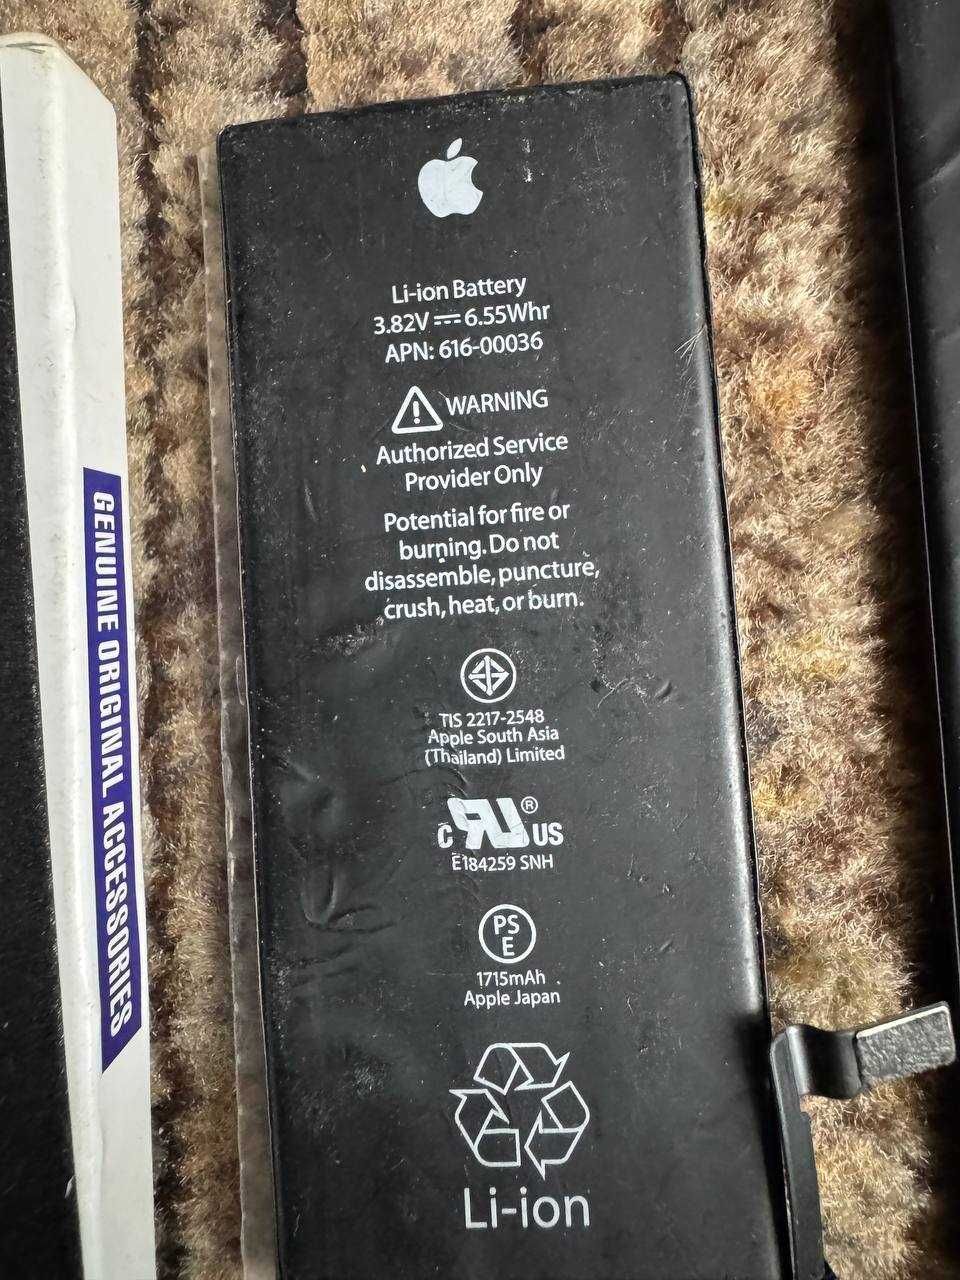 Li-ion Battery
3.82V ⎓ 6.55Whr
APN: 616-00036
WARNING
Authorized Service
Provider Only
Potential for fire or
burning. Do not
disassemble, puncture,
crush, heat, or burn.
TIS 2217-2548
Apple South Asia
(Thailand) Limited
c RU ® US
E184259 SNH
PS
E
1715mAh
Apple Japan
Li-ion
GENUINE ORIGINAL ACCESSORIES